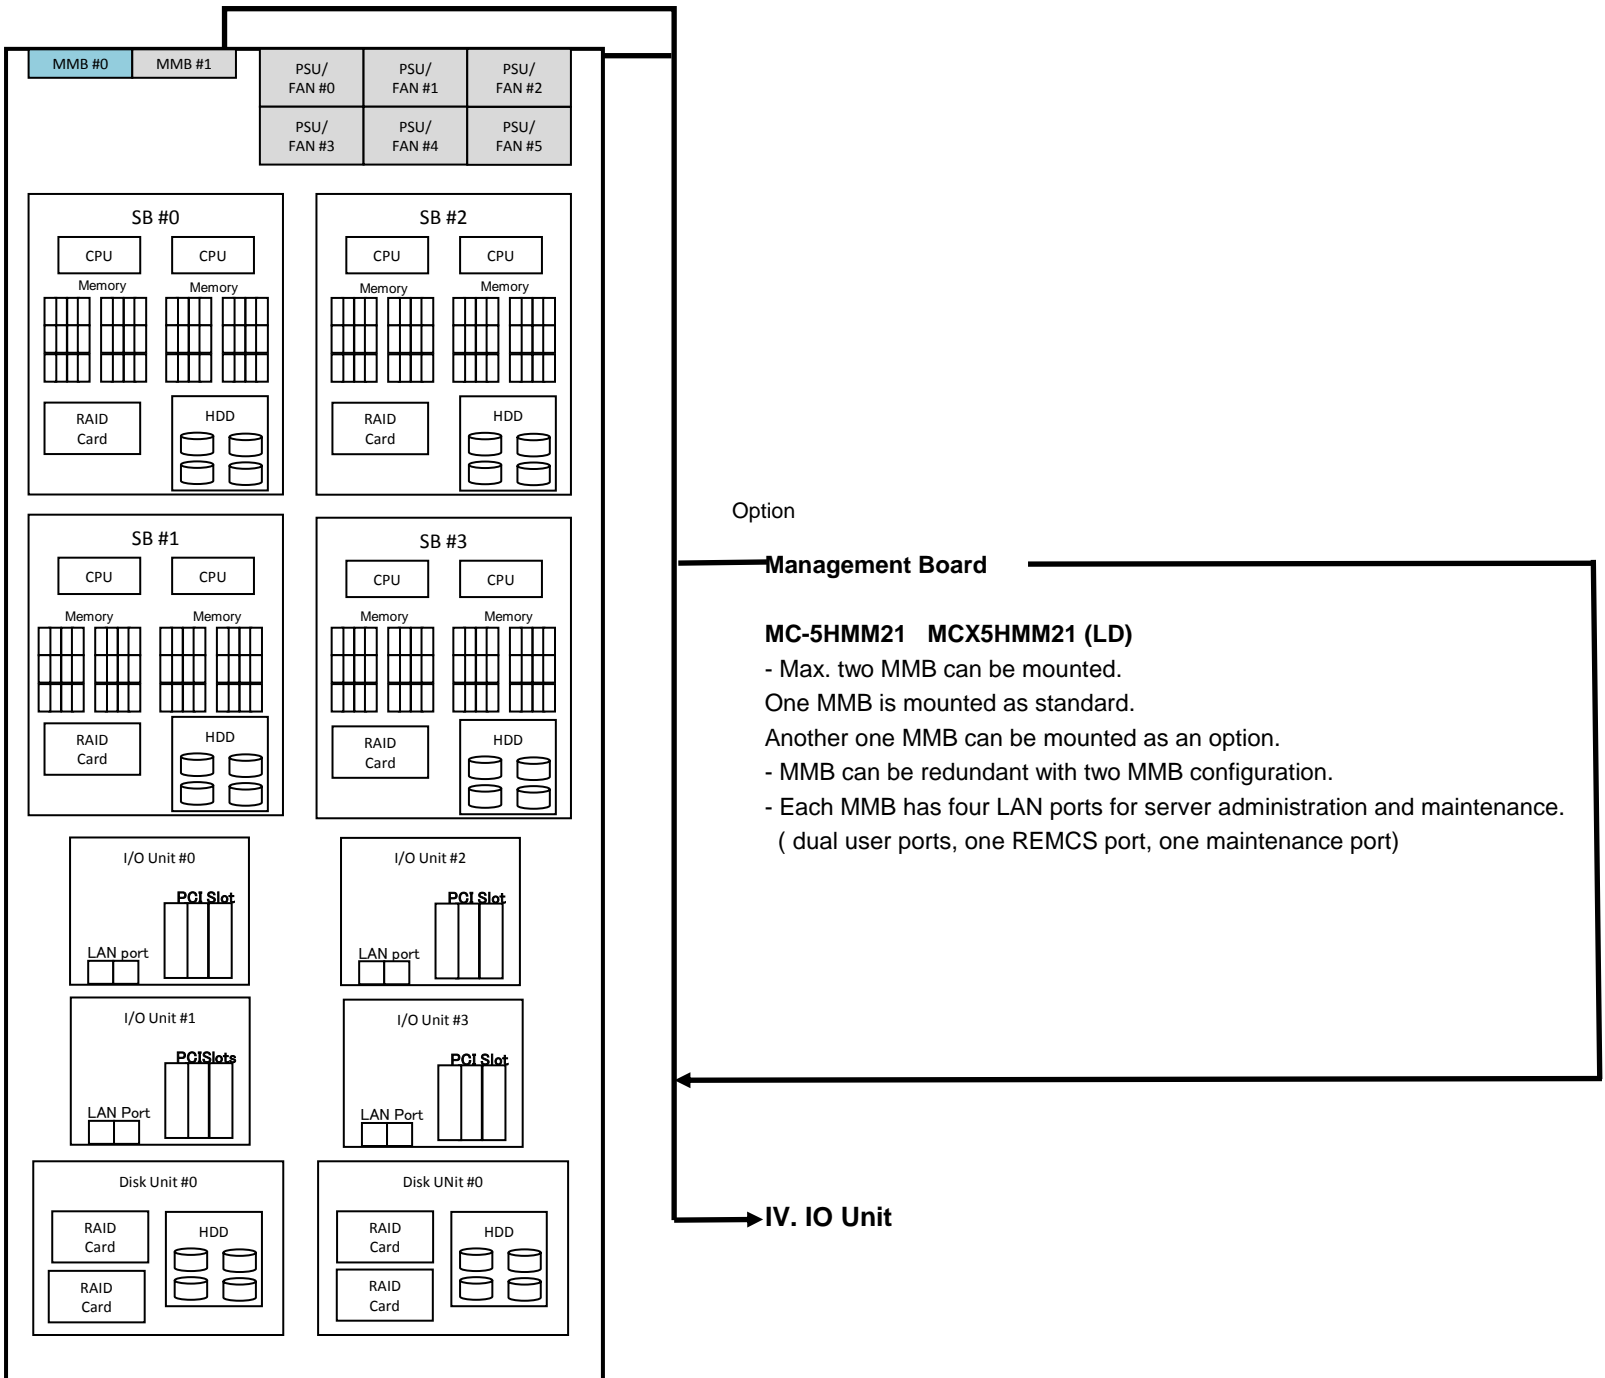 MMB #0
MMB #1
PSU/
FAN #0
PSU/
FAN #1
PSU/
FAN #2
PSU/
FAN #3
PSU/
FAN #4
PSU/
FAN #5
SB #0
CPU
CPU
Memory
Memory
RAID
Card
HDD
SB #2
CPU
CPU
Memory
Memory
RAID
Card
HDD
SB #1
CPU
CPU
Memory
Memory
RAID
Card
HDD
SB #3
CPU
CPU
Memory
Memory
RAID
Card
HDD
I/O Unit #0
PCI Slot
LAN port
I/O Unit #2
PCI Slot
LAN port
I/O Unit #1
PCISlots
LAN Port
I/O Unit #3
PCI Slot
LAN Port
Disk Unit #0
RAID
Card
HDD
RAID
Card
Disk UNit #0
RAID
Card
HDD
RAID
Card
Option
Management Board
MC-5HMM21 MCX5HMM21 (LD)
- Max. two MMB can be mounted.
One MMB is mounted as standard.
Another one MMB can be mounted as an option.
- MMB can be redundant with two MMB configuration.
- Each MMB has four LAN ports for server administration and maintenance.
( dual user ports, one REMCS port, one maintenance port)
IV. IO Unit